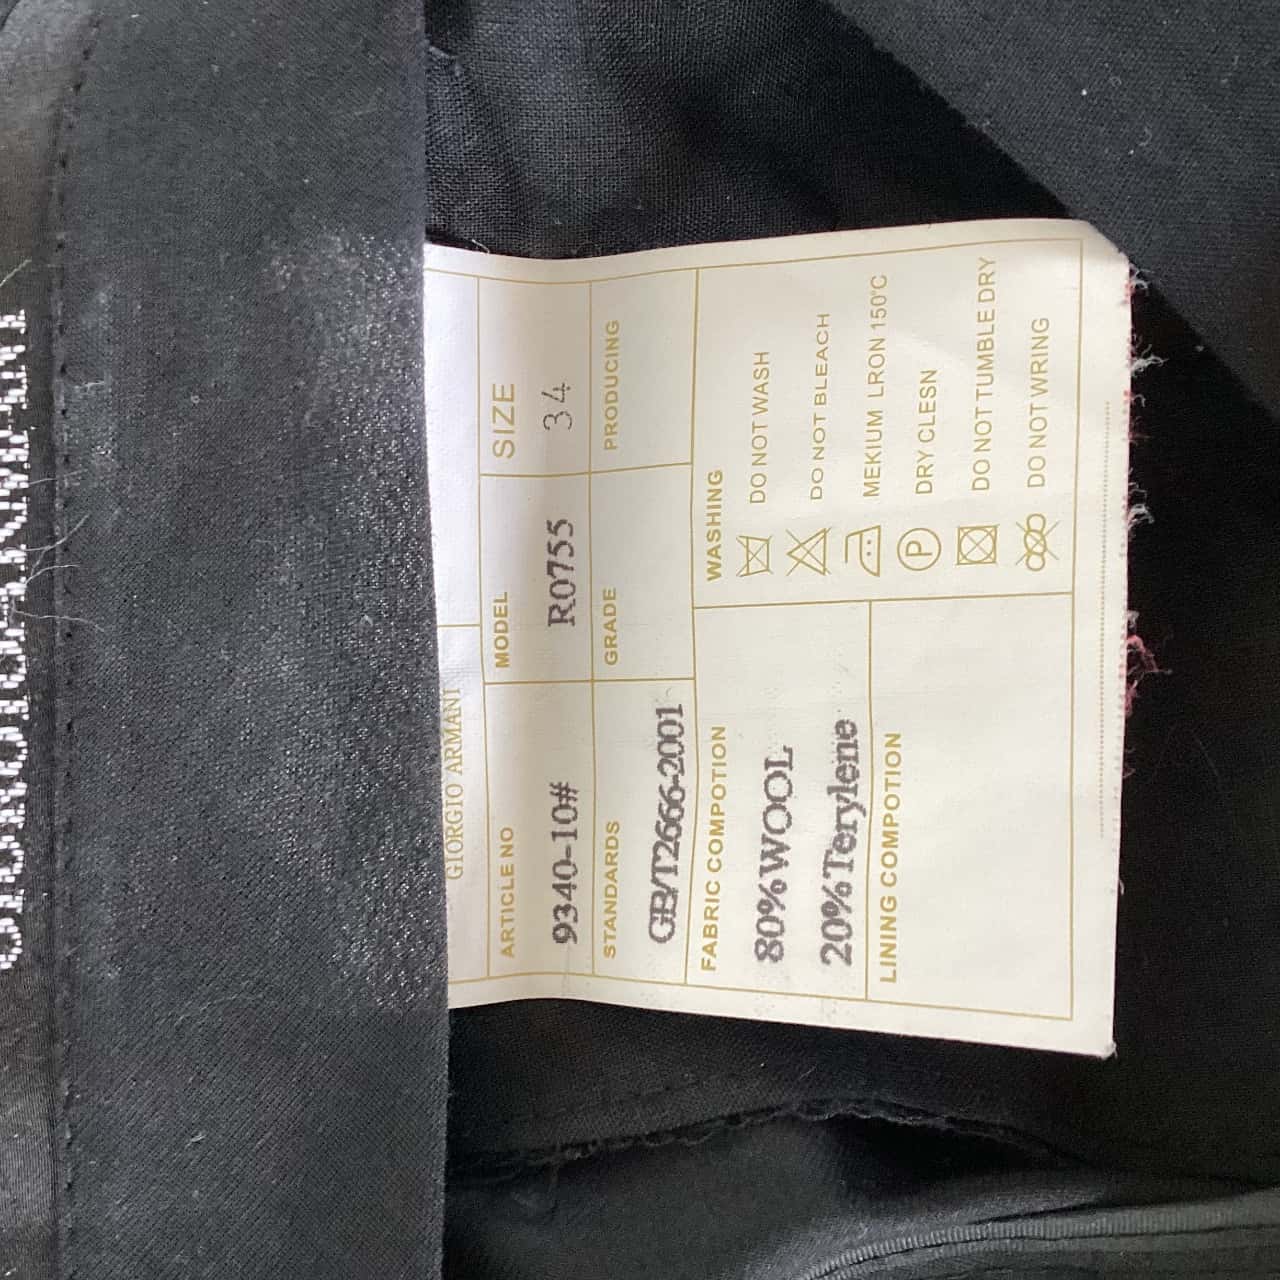 GIORGIO ARMANI
ARTICLE NO MODEL SIZE
9340-10# R0755 34
STANDARDS GRADE PRODUCING
GB/T2666-2001
FABRIC COMPOTION
80%WOOL
20%Terylene
LINING COMPOTION
WASHING
DO NOT WASH
DO NOT BLEACH
MEKIUM LRON 150°C
P DRY CLESN
DO NOT TUMBLE DRY
DO NOT WRING